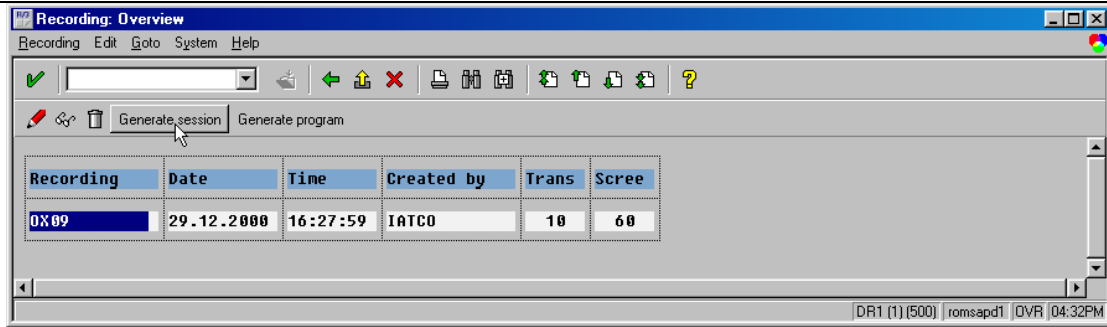 Recording: Overview
Recording Edit Goto System Help
Generate session Generate program
Recording Date Time Created by Trans Scree
OX09 29.12.2000 16:27:59 IATCO 10 60
DR1 (1) (500) romsapd1 OVR 04:32PM